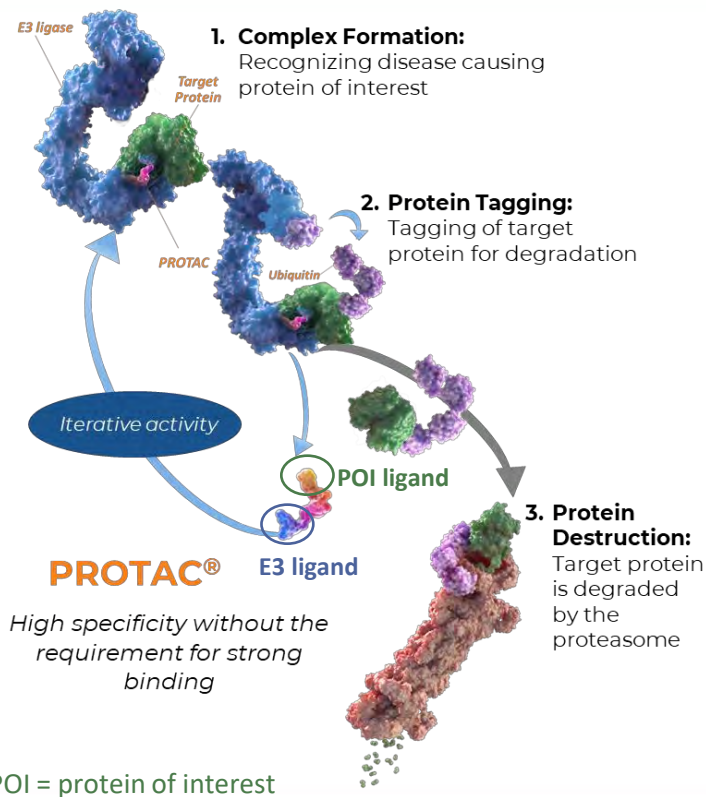 E3 ligase
1. Complex Formation:
Recognizing disease causing
protein of interest
Target
Protein
2. Protein Tagging:
Tagging of target
protein for degradation
PROTAC
Ubiquitin
Iterative activity
POI ligand
E3 ligand
3. Protein
Destruction:
Target protein
is degraded
by the
proteasome
PROTAC®
High specificity without the
requirement for strong
binding
POI = protein of interest